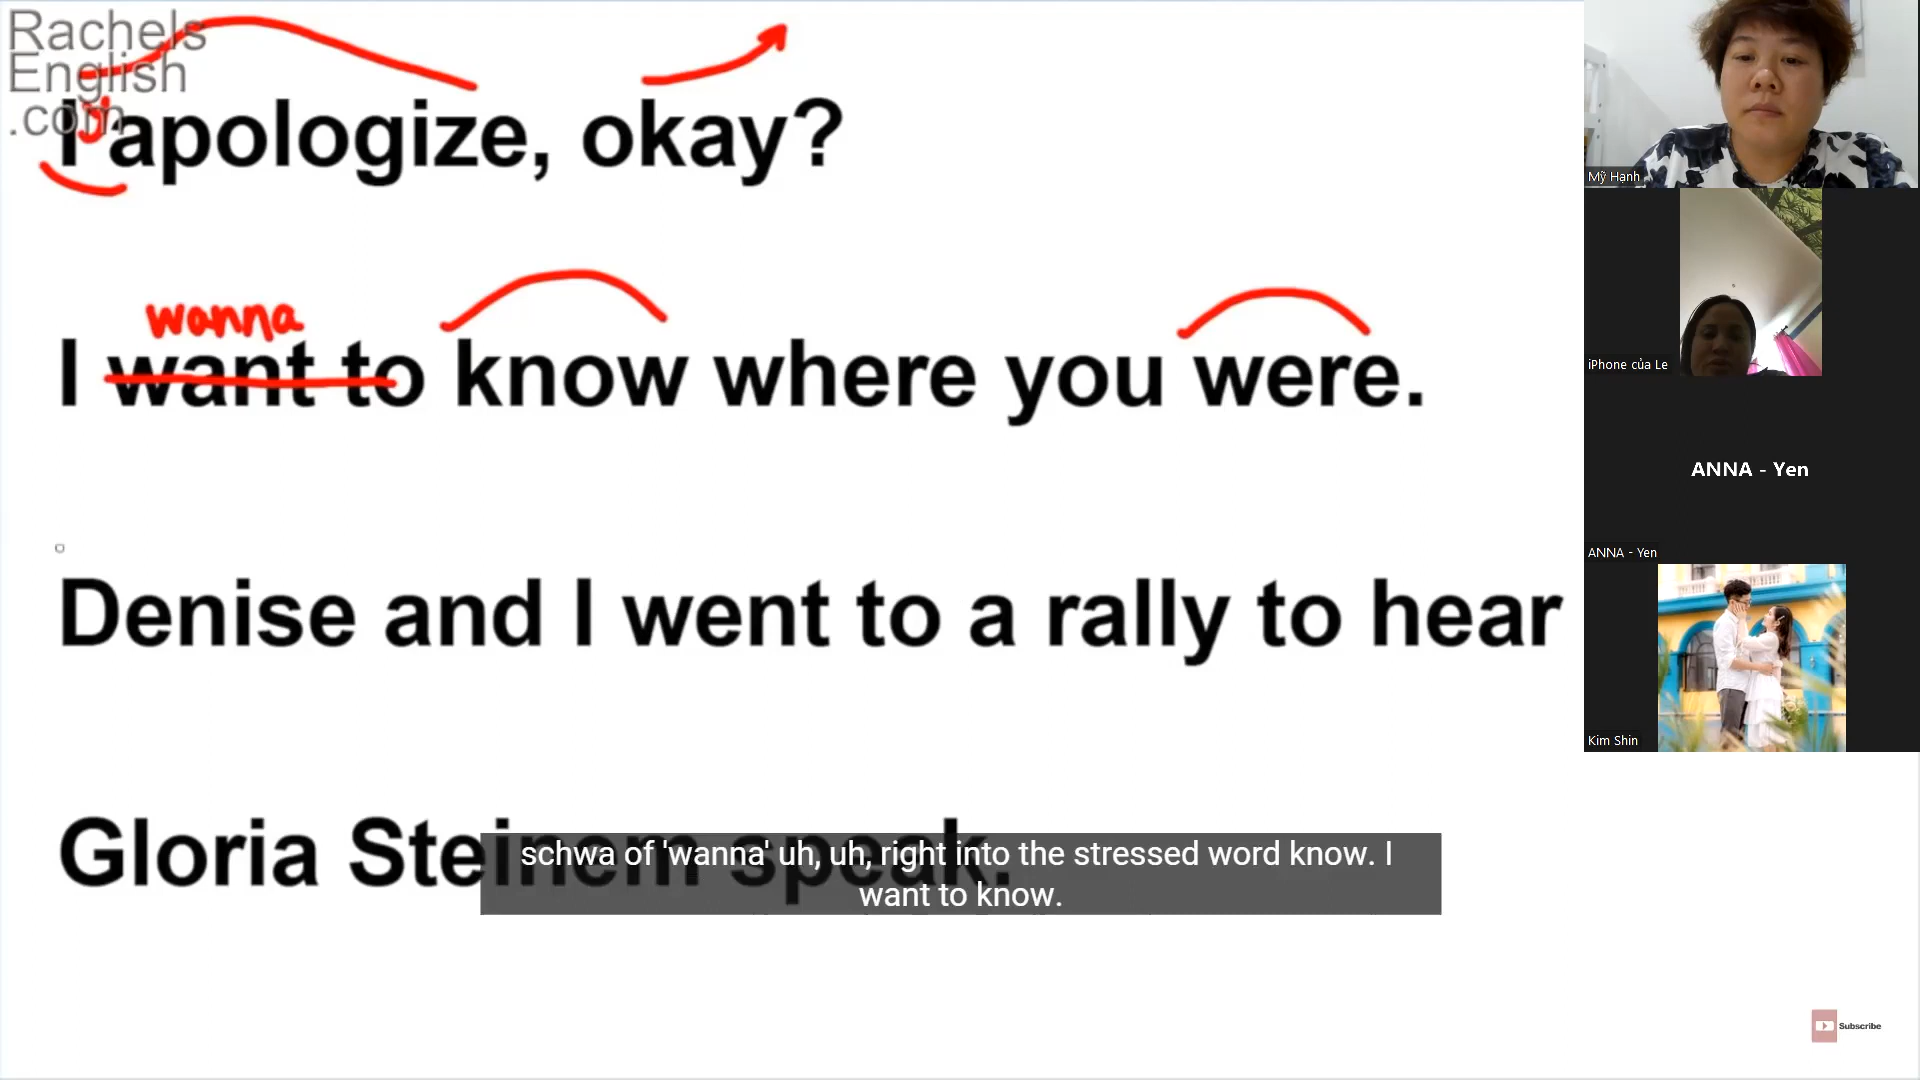 Rachels
English
.com
I apologize, okay?
wanna
I want to know where you were.
Denise and I went to a rally to hear
Gloria Steinem speak.
schwa of 'wanna' uh, uh, right into the stressed word know. I
want to know.
Mỹ Hạnh
iPhone của Le
ANNA - Yen
ANNA - Yen
Kim Shin
Subscribe